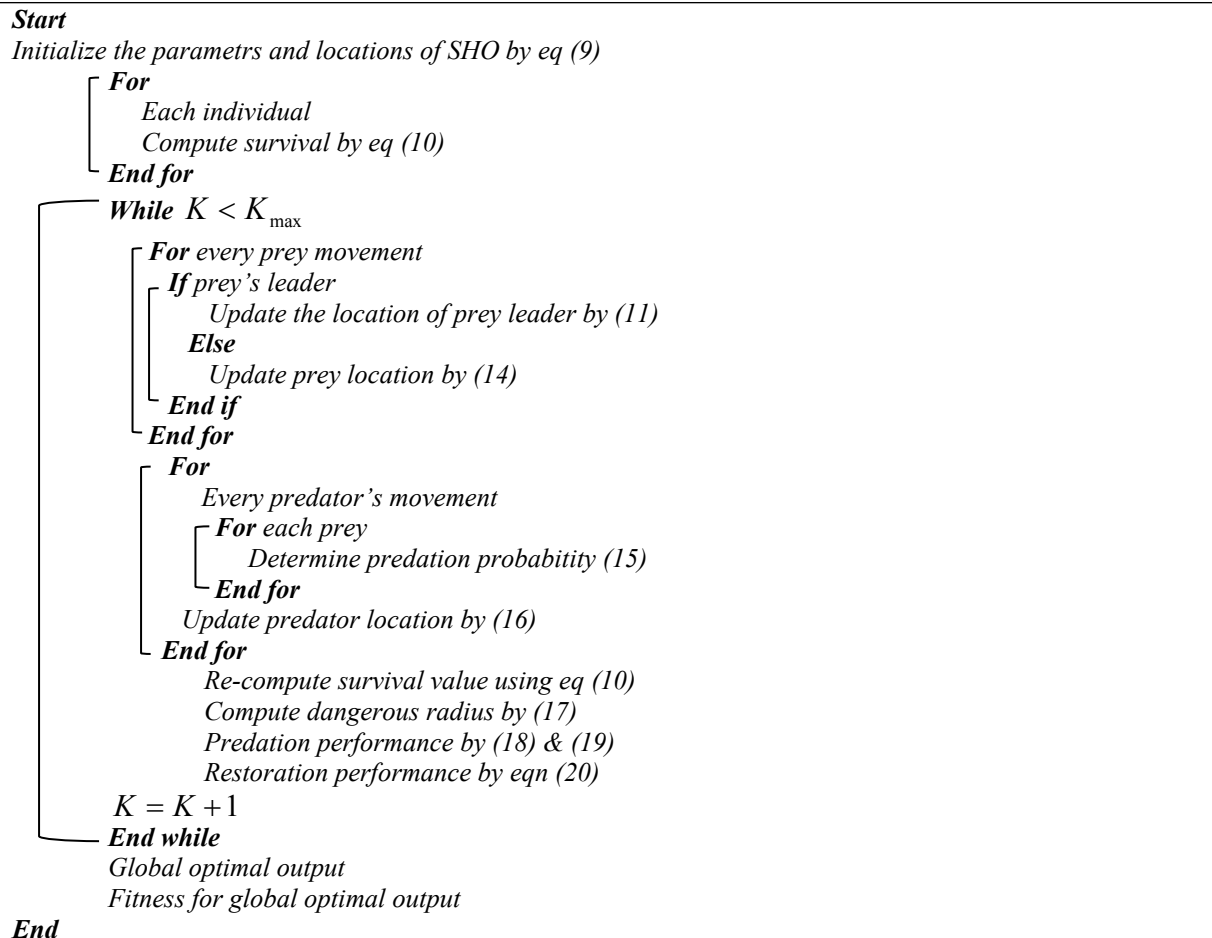 Start
Initialize the parametrs and locations of SHO by eq (9)
For
Each individual
Compute survival by eq (10)
End for
While K < K_max
For every prey movement
If prey's leader
Update the location of prey leader by (11)
Else
Update prey location by (14)
End if
End for
For
Every predator's movement
For each prey
Determine predation probabitity (15)
End for
Update predator location by (16)
End for
Re-compute survival value using eq (10)
Compute dangerous radius by (17)
Predation performance by (18) & (19)
Restoration performance by eqn (20)
K = K +1
End while
Global optimal output
Fitness for global optimal output
End